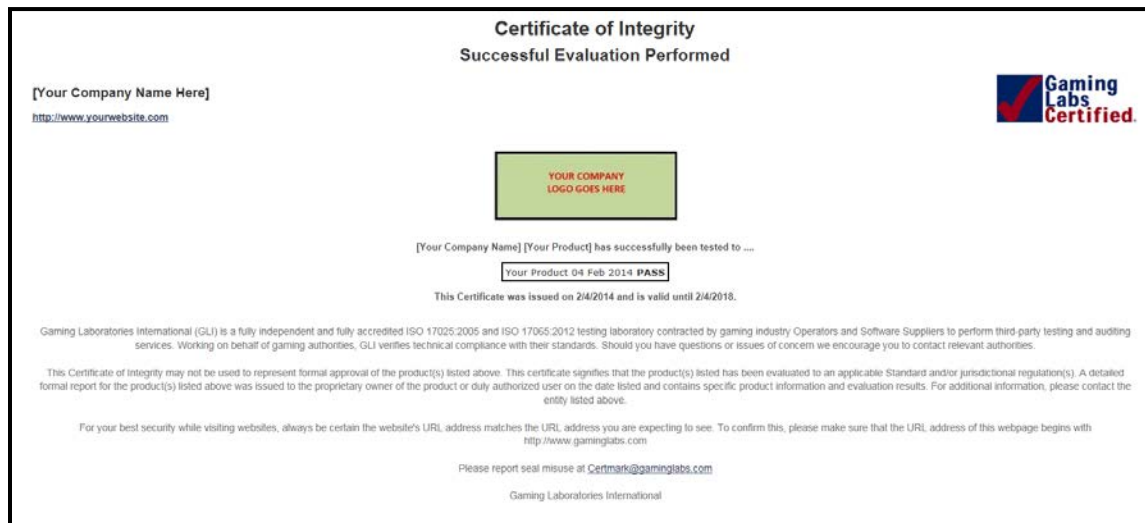 Certificate of Integrity
Successful Evaluation Performed
[Your Company Name Here]
http://www.yourwebsite.com
Gaming
Labs
Certified.
YOUR COMPANY
LOGO GOES HERE
[Your Company Name] [Your Product] has successfully been tested to ....
Your Product 04 Feb 2014 PASS
This Certificate was issued on 2/4/2014 and is valid until 2/4/2018.
Gaming Laboratories International (GLI) is a fully independent and fully accredited ISO 17025:2005 and ISO 17065:2012 testing laboratory contracted by gaming industry Operators and Software Suppliers to perform third-party testing and auditing
services. Working on behalf of gaming authorities, GLI verifies technical compliance with their standards. Should you have questions or issues of concern we encourage you to contact relevant authorities.
This Certificate of Integrity may not be used to represent formal approval of the product(s) listed above. This certificate signifies that the product(s) listed has been evaluated to an applicable Standard and/or jurisdictional regulation(s). A detailed
formal report for the product(s) listed above was issued to the proprietary owner of the product or duly authorized user on the date listed and contains specific product information and evaluation results. For additional information, please contact the
entity listed above.
For your best security while visiting websites, always be certain the website's URL address matches the URL address you are expecting to see. To confirm this, please make sure that the URL address of this webpage begins with
http://www.gaminglabs.com
Please report seal misuse at Certmark@gaminglabs.com
Gaming Laboratories International